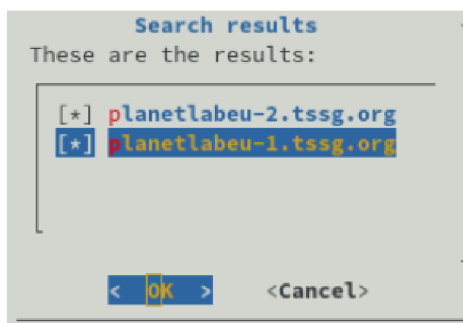 Search results
These are the results:
[*] planetlabeu-2.tssg.org
[*] planetlabeu-1.tssg.org
< OK > <Cancel>